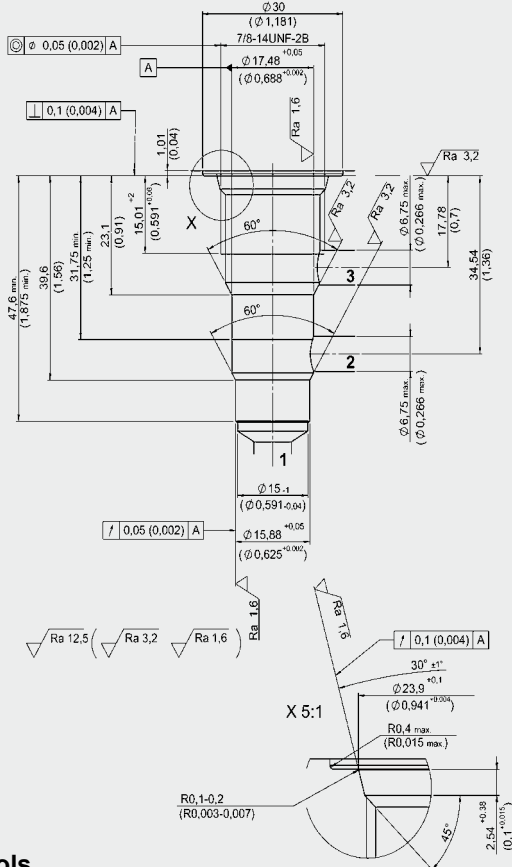 Ø30
(Ø1,181)
7/8-14UNF-2B
◎ ø 0,05 (0,002) A
A
Ø17,48 +0,05
(Ø0,688 +0.002)
⊥ 0,1 (0,004) A
1,01
(0,04)
Ra 1,6
Ra 3,2
X
60°
Ra 3,2
Ra 3,2
15,01 +2
(0,591 +0,08)
23,1
(0,91)
31,75 min.
(1,25 min.)
39,6
(1,56)
47,6 min.
(1,875 min.)
Ø6,75 max.
(Ø0,266 max.)
17,78
(0,7)
34,54
(1,36)
3
60°
2
Ø6,75 max.
(Ø0,266 max.)
1
Ø15 -1
(Ø0,591-0,04)
/ 0,05 (0,002) A
Ø15,88 +0,05
(Ø0,625 +0.002)
Ra 1,6
Ra 12,5 ( Ra 3,2 Ra 1,6 )
Ra 1,6
/ 0,1 (0,004) A
30° ±1°
Ø23,9 +0,1
(Ø0,941 +0.004)
X 5:1
R0,4 max.
(R0,015 max.)
R0,1-0,2
(R0,003-0,007)
45°
2,54 +0.38
(0,1 +0.015)
ols